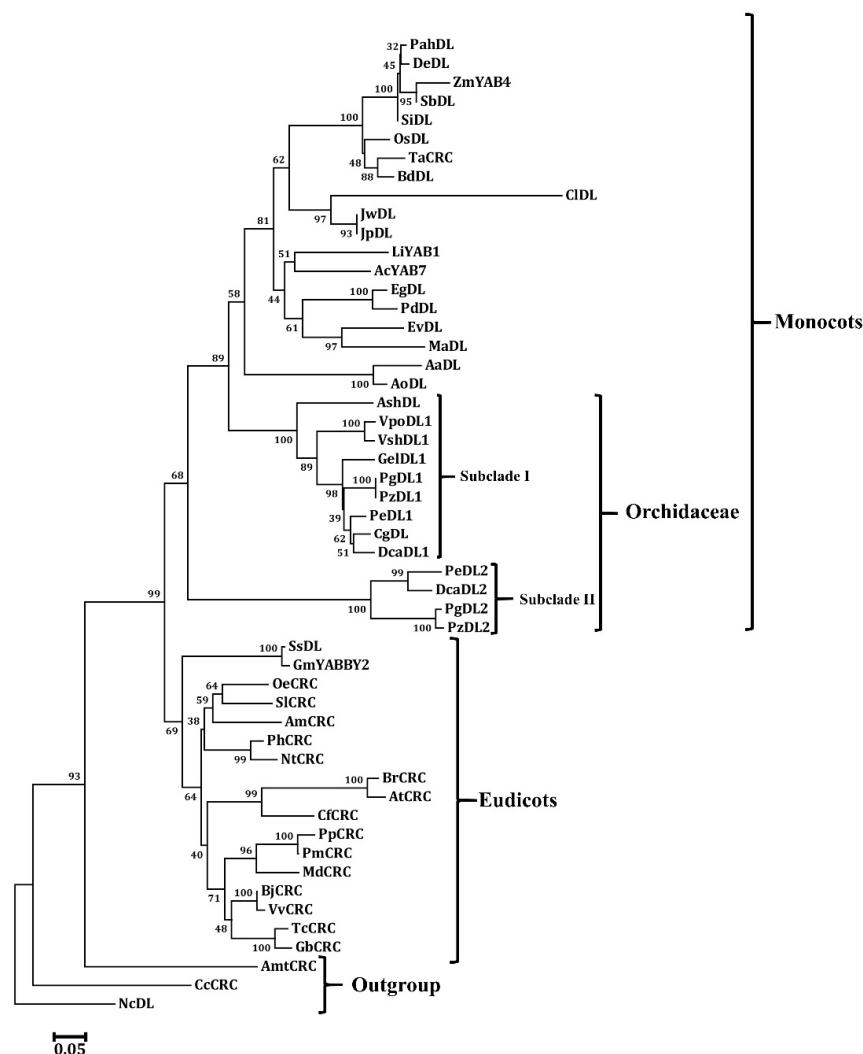 32
PahDL
45
DeDL
ZmYAB4
100
95
SbDL
SiDL
100
OsDL
48
TaCRC
88
BdDL
62
ClDL
97
JwDL
93
JpDL
81
51
LiYAB1
AcYAB7
44
100
EgDL
PdDL
61
EvDL
97
MaDL
58
AaDL
100
AoDL
Monocots
89
AshDL
100
100
VpoDL1
VshDL1
89
GelDL1
98
100
PgDL1
PzDL1
39
PeDL1
62
CgDL
51
DcaDL1
Subclade I
Orchidaceae
68
99
PeDL2
DcaDL2
100
PgDL2
100
PzDL2
Subclade II
99
100
SsDL
GmYABBY2
69
64
OeCRC
59
SlCRC
38
AmCRC
PhCRC
99
NtCRC
64
100
BrCRC
99
AtCRC
CfCRC
40
100
PpCRC
96
PmCRC
MdCRC
71
100
BjCRC
VvCRC
48
TcCRC
100
GbCRC
Eudicots
93
AmtCRC
CcCRC
NcDL
Outgroup
0.05